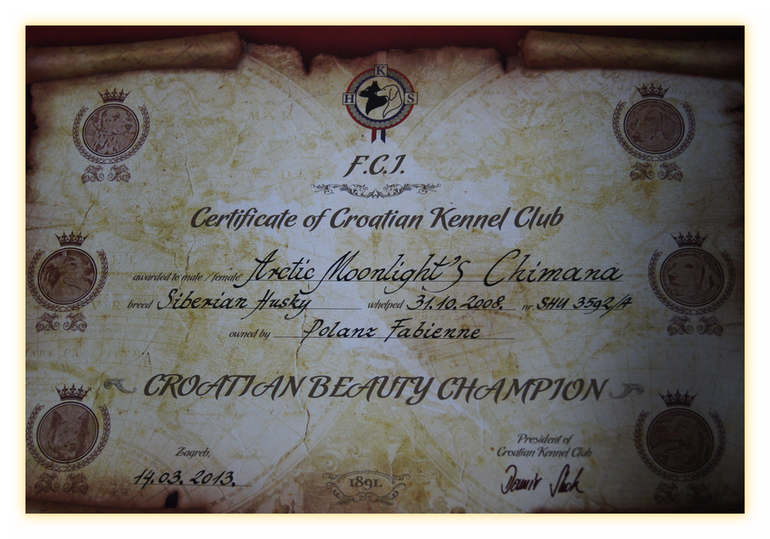 K
H S
F.C.I.
Certificate of Croatian Kennel Club
awarded to male / female Arctic Moonlight's Chimana
breed Siberian Husky whelped 31.10.2008. nr. SHU 3592/4
owned by Polanz Fabienne
CROATIAN BEAUTY CHAMPION
Zagreb,
14.03.2013.
1891.
President of
Croatian Kennel Club
Damir